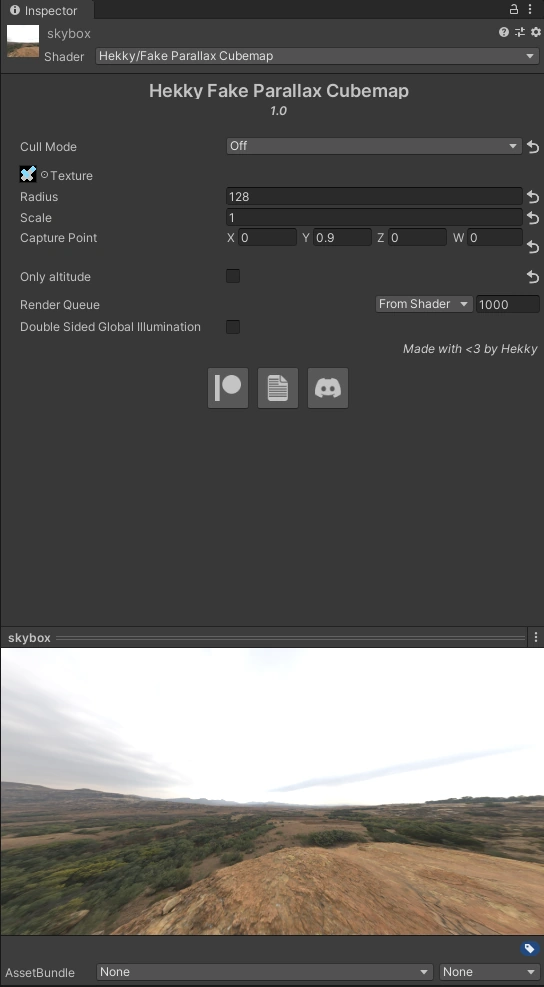 Inspector
skybox
Shader Hekky/Fake Parallax Cubemap
Hekky Fake Parallax Cubemap
1.0
Cull Mode Off
Texture
Radius 128
Scale 1
Capture Point X 0 Y 0.9 Z 0 W 0
Only altitude
Render Queue From Shader 1000
Double Sided Global Illumination
Made with <3 by Hekky
skybox
AssetBundle None None